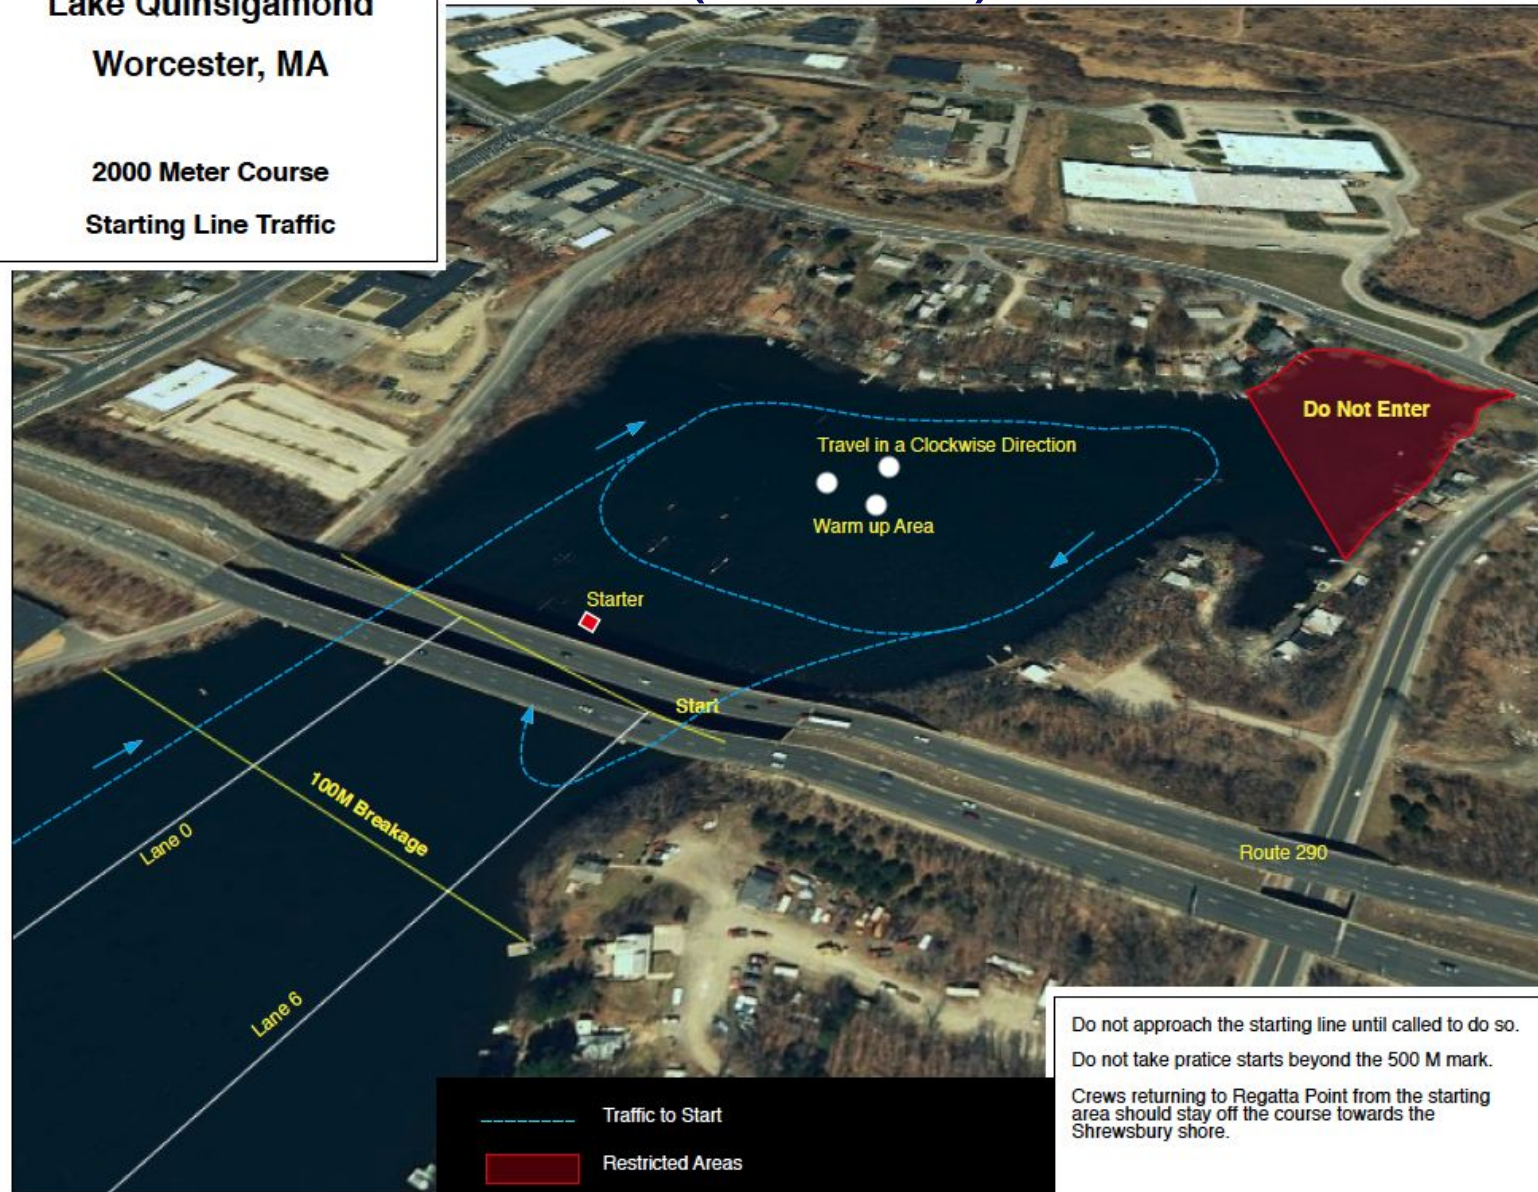 Lake Quinsigamond
Worcester, MA
2000 Meter Course
Starting Line Traffic
Do Not Enter
Travel in a Clockwise Direction
Warm up Area
Starter
Start
100M Breakage
Lane 0
Route 290
Lane 6
Do not approach the starting line until called to do so.
Do not take pratice starts beyond the 500 M mark.
Crews returning to Regatta Point from the starting
area should stay off the course towards the
Shrewsbury shore.
Traffic to Start
Restricted Areas